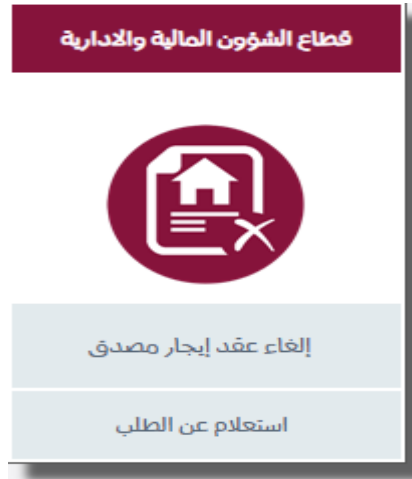 قطاع الشؤون المالية والادارية
إلغاء عقد إيجار مصدق
استعلام عن الطلب